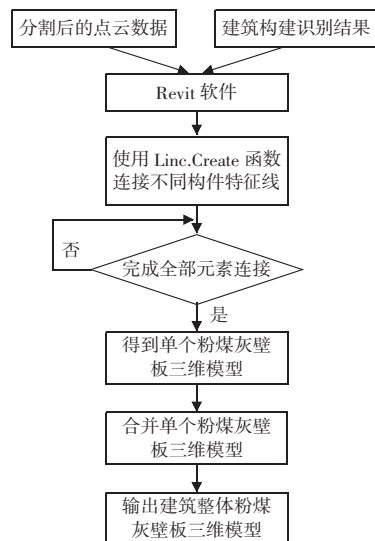 分割后的点云数据
建筑构建识别结果
Revit 软件
使用 Linc.Create 函数
连接不同构件特征线
否
完成全部元素连接
是
得到单个粉煤灰壁
板三维模型
合并单个粉煤灰壁
板三维模型
输出建筑整体粉煤
灰壁板三维模型